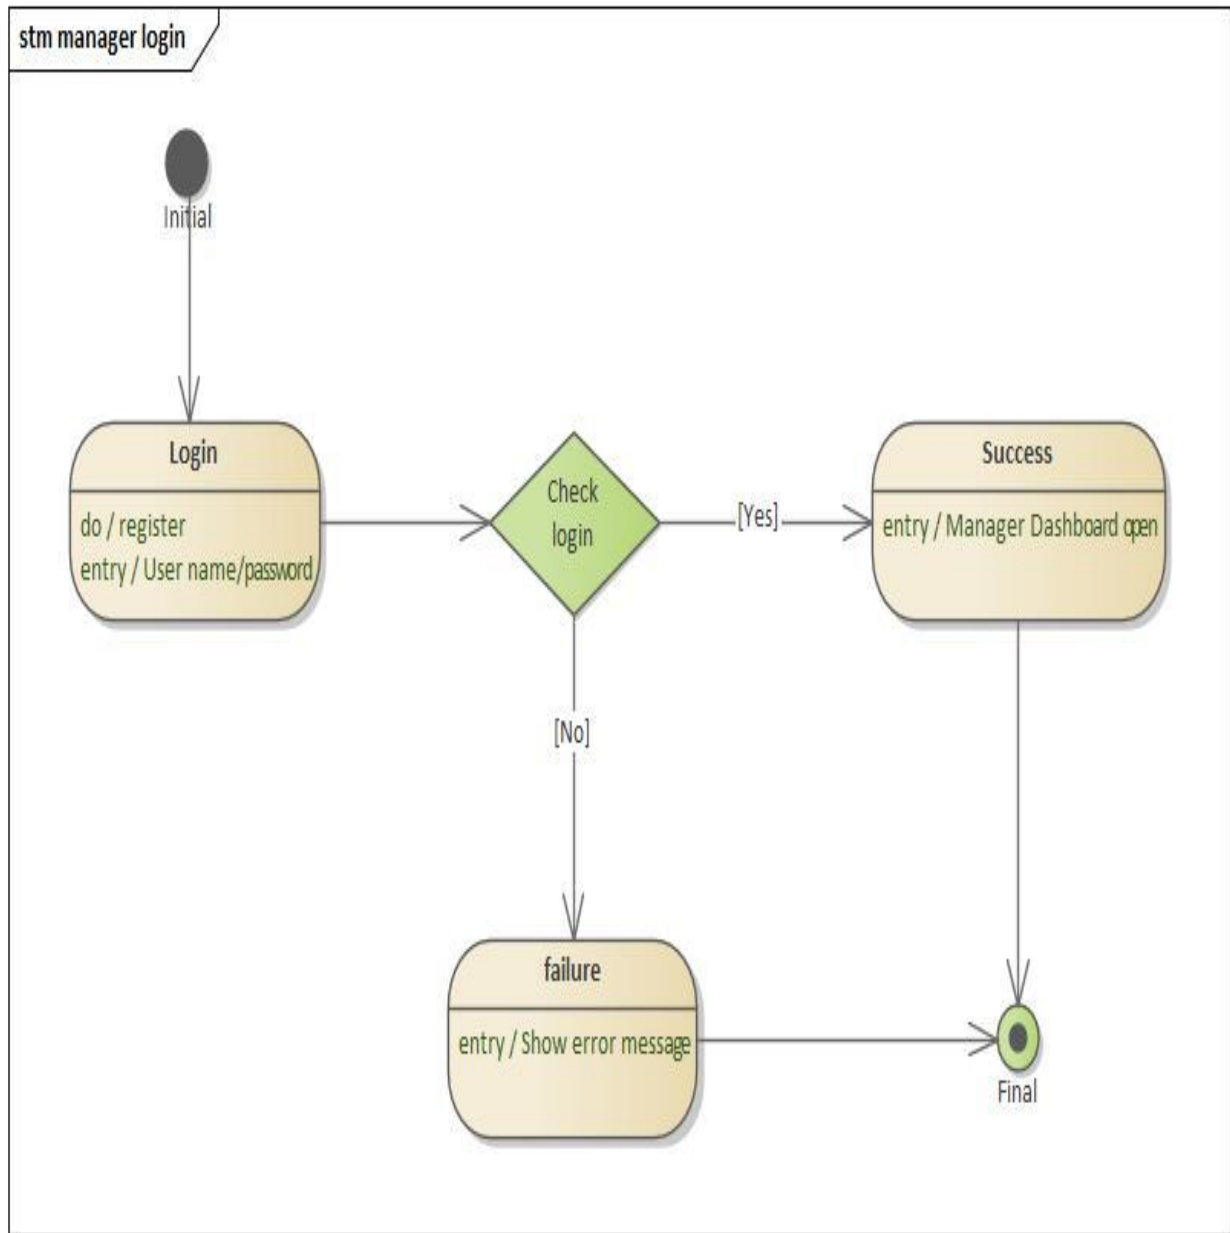 stm manager login
Initial
Login
do / register
entry / User name/password
Check
login
[Yes]
Success
entry / Manager Dashboard open
[No]
failure
entry / Show error message
Final